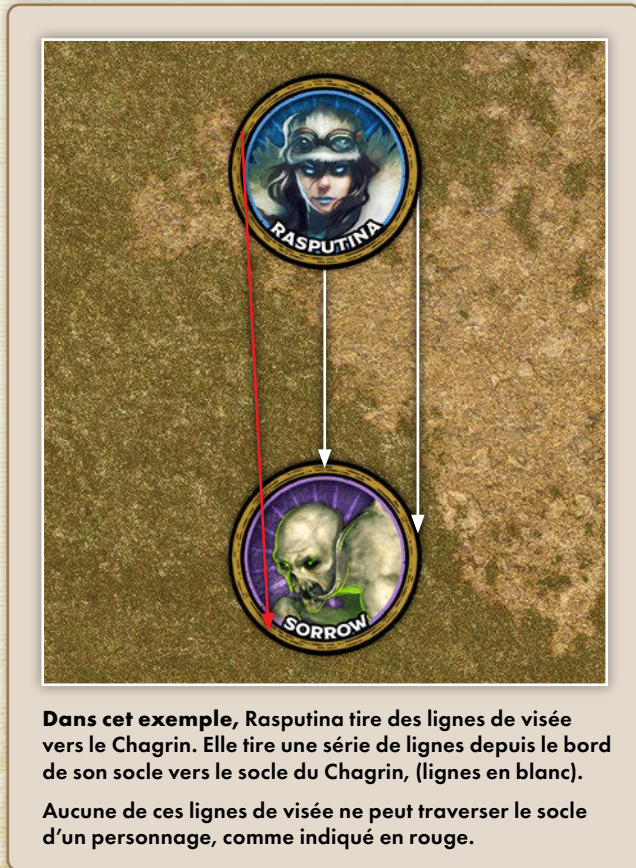 RASPUTINA
SORROW
Dans cet exemple, Rasputina tire des lignes de visée
vers le Chagrin. Elle tire une série de lignes depuis le bord
de son socle vers le socle du Chagrin, (lignes en blanc).
Aucune de ces lignes de visée ne peut traverser le socle
d'un personnage, comme indiqué en rouge.